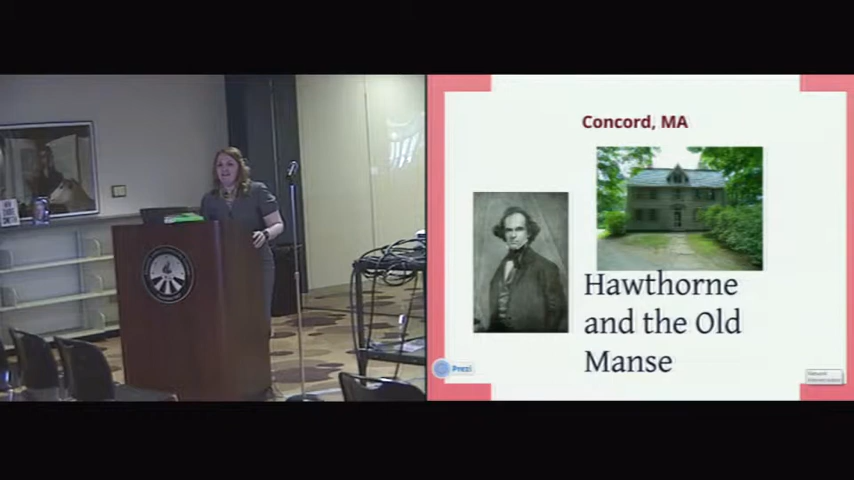 Concord, MA
Hawthorne
and the Old
Manse
Prezi